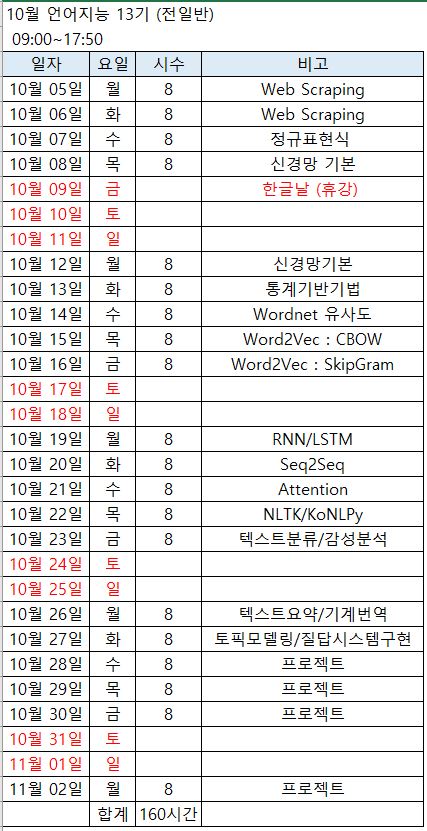 10월 언어지능 13기 (전일반)
09:00~17:50
일자 요일 시수 비고
10월 05일 월 8 Web Scraping
10월 06일 화 8 Web Scraping
10월 07일 수 8 정규표현식
10월 08일 목 8 신경망 기본
10월 09일 금 한글날 (휴강)
10월 10일 토
10월 11일 일
10월 12일 월 8 신경망기본
10월 13일 화 8 통계기반기법
10월 14일 수 8 Wordnet 유사도
10월 15일 목 8 Word2Vec : CBOW
10월 16일 금 8 Word2Vec : SkipGram
10월 17일 토
10월 18일 일
10월 19일 월 8 RNN/LSTM
10월 20일 화 8 Seq2Seq
10월 21일 수 8 Attention
10월 22일 목 8 NLTK/KoNLPy
10월 23일 금 8 텍스트분류/감성분석
10월 24일 토
10월 25일 일
10월 26일 월 8 텍스트요약/기계번역
10월 27일 화 8 토픽모델링/질답시스템구현
10월 28일 수 8 프로젝트
10월 29일 목 8 프로젝트
10월 30일 금 8 프로젝트
10월 31일 토
11월 01일 일
11월 02일 월 8 프로젝트
합계 160시간